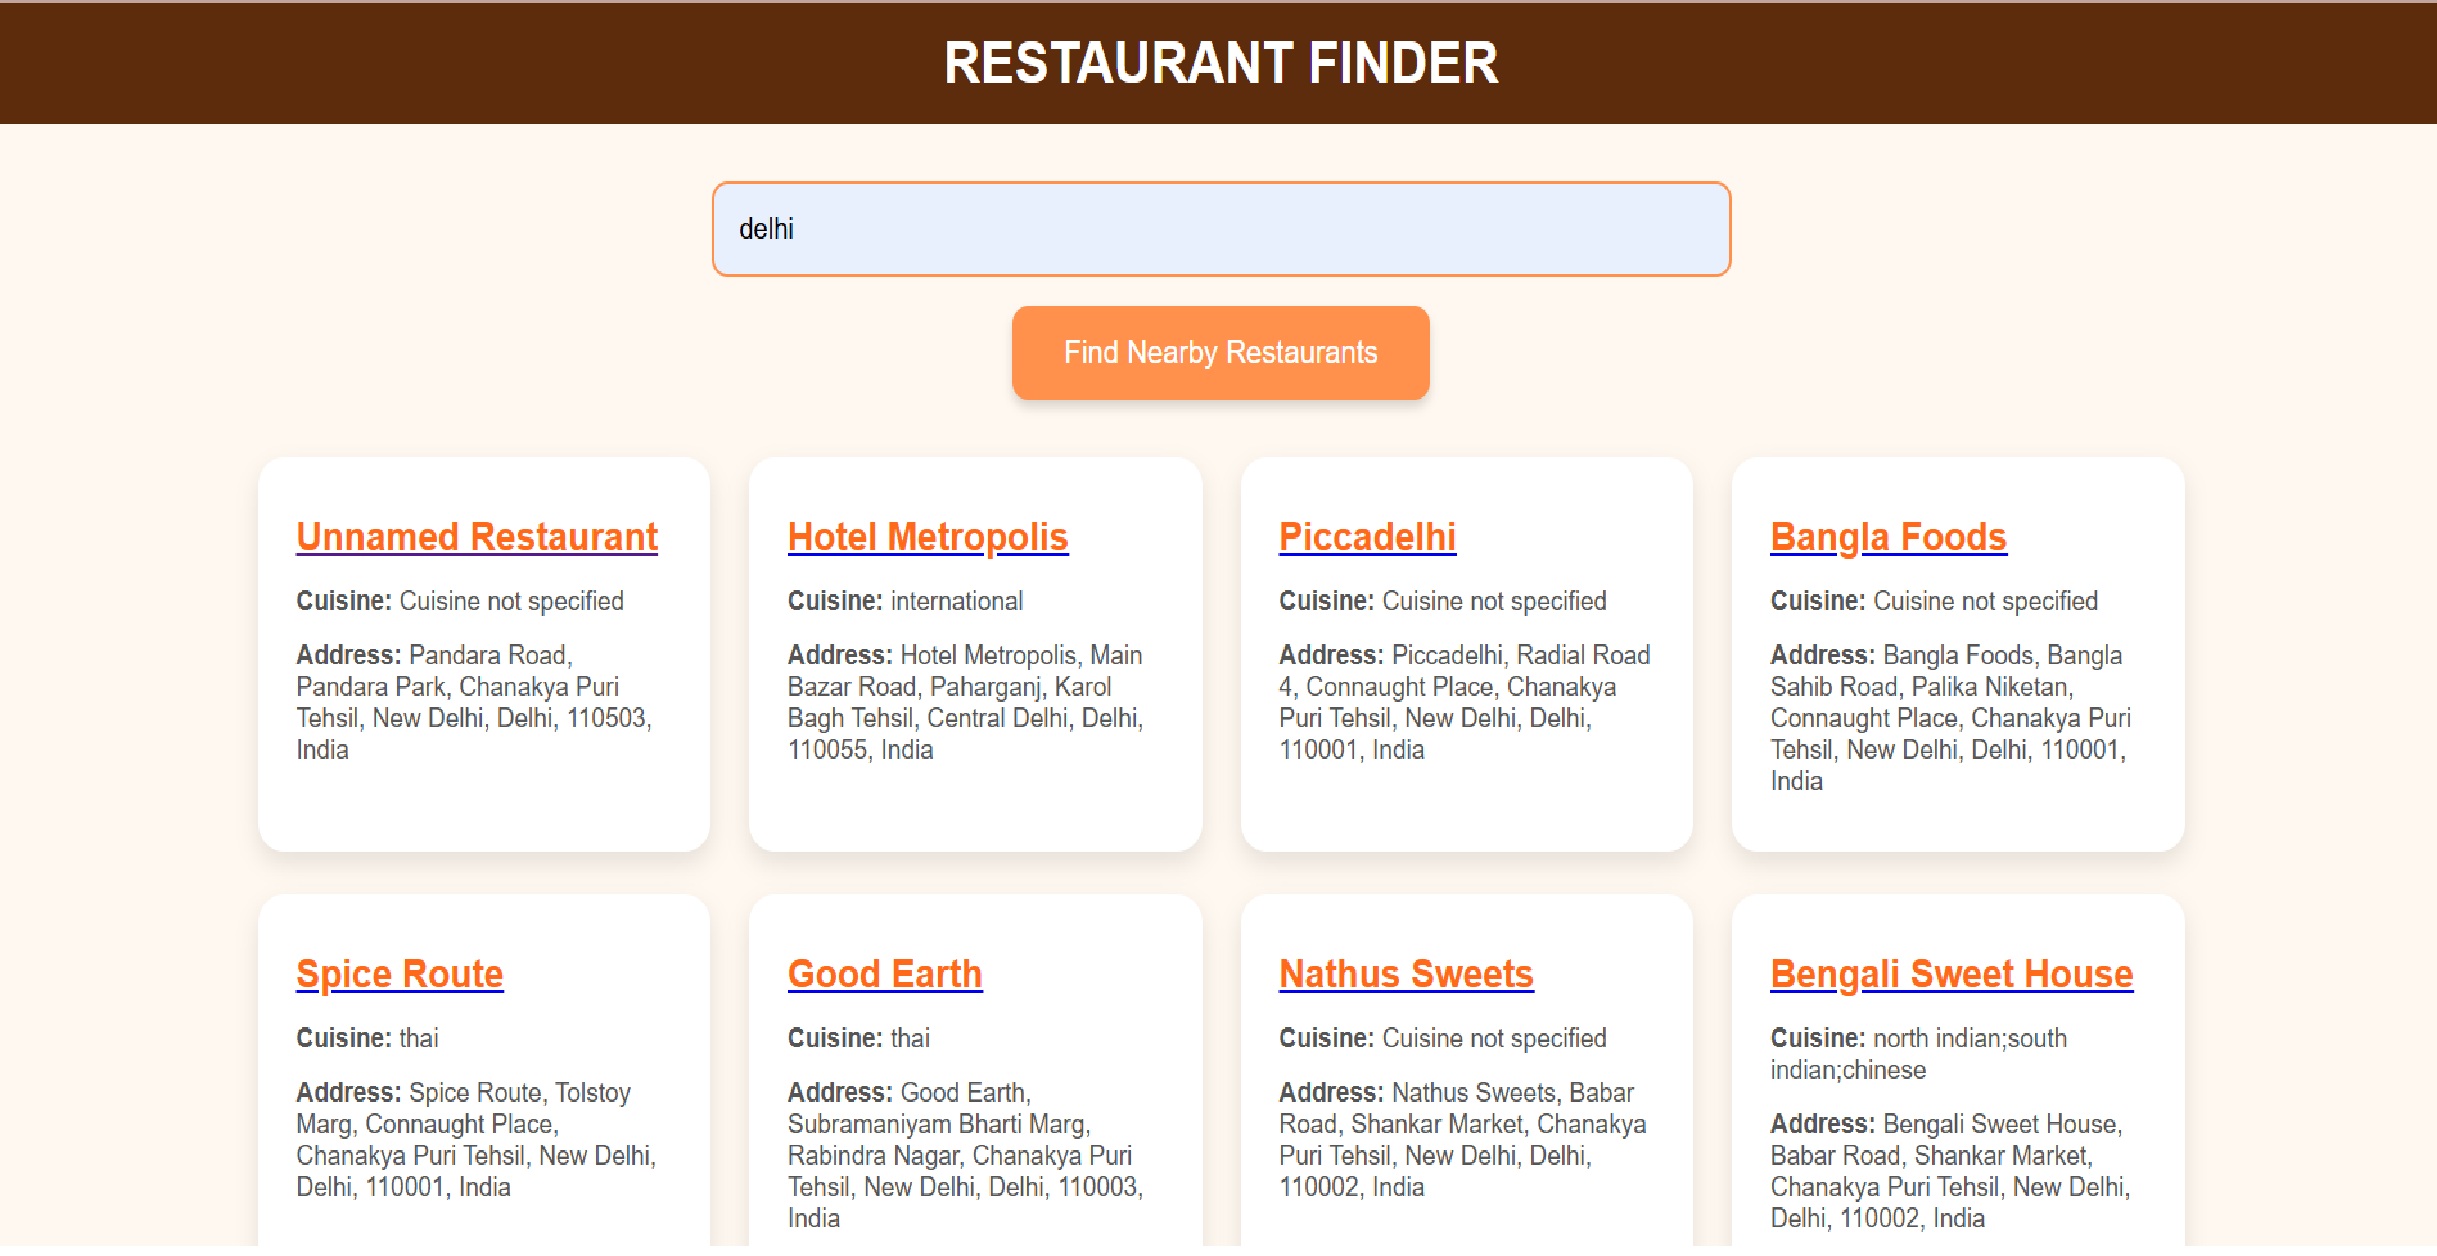 RESTAURANT FINDER
delhi
Find Nearby Restaurants
Unnamed Restaurant
Cuisine: Cuisine not specified
Address: Pandara Road,
Pandara Park, Chanakya Puri
Tehsil, New Delhi, Delhi, 110503,
India
Hotel Metropolis
Cuisine: international
Address: Hotel Metropolis, Main
Bazar Road, Paharganj, Karol
Bagh Tehsil, Central Delhi, Delhi,
110055, India
Piccadelhi
Cuisine: Cuisine not specified
Address: Piccadelhi, Radial Road
4, Connaught Place, Chanakya
Puri Tehsil, New Delhi, Delhi,
110001, India
Bangla Foods
Cuisine: Cuisine not specified
Address: Bangla Foods, Bangla
Sahib Road, Palika Niketan,
Connaught Place, Chanakya Puri
Tehsil, New Delhi, Delhi, 110001,
India
Spice Route
Cuisine: thai
Address: Spice Route, Tolstoy
Marg, Connaught Place,
Chanakya Puri Tehsil, New Delhi,
Delhi, 110001, India
Good Earth
Cuisine: thai
Address: Good Earth,
Subramaniyam Bharti Marg,
Rabindra Nagar, Chanakya Puri
Tehsil, New Delhi, Delhi, 110003,
India
Nathus Sweets
Cuisine: Cuisine not specified
Address: Nathus Sweets, Babar
Road, Shankar Market, Chanakya
Puri Tehsil, New Delhi, Delhi,
110002, India
Bengali Sweet House
Cuisine: north indian;south
indian;chinese
Address: Bengali Sweet House,
Babar Road, Shankar Market,
Chanakya Puri Tehsil, New Delhi,
Delhi, 110002, India